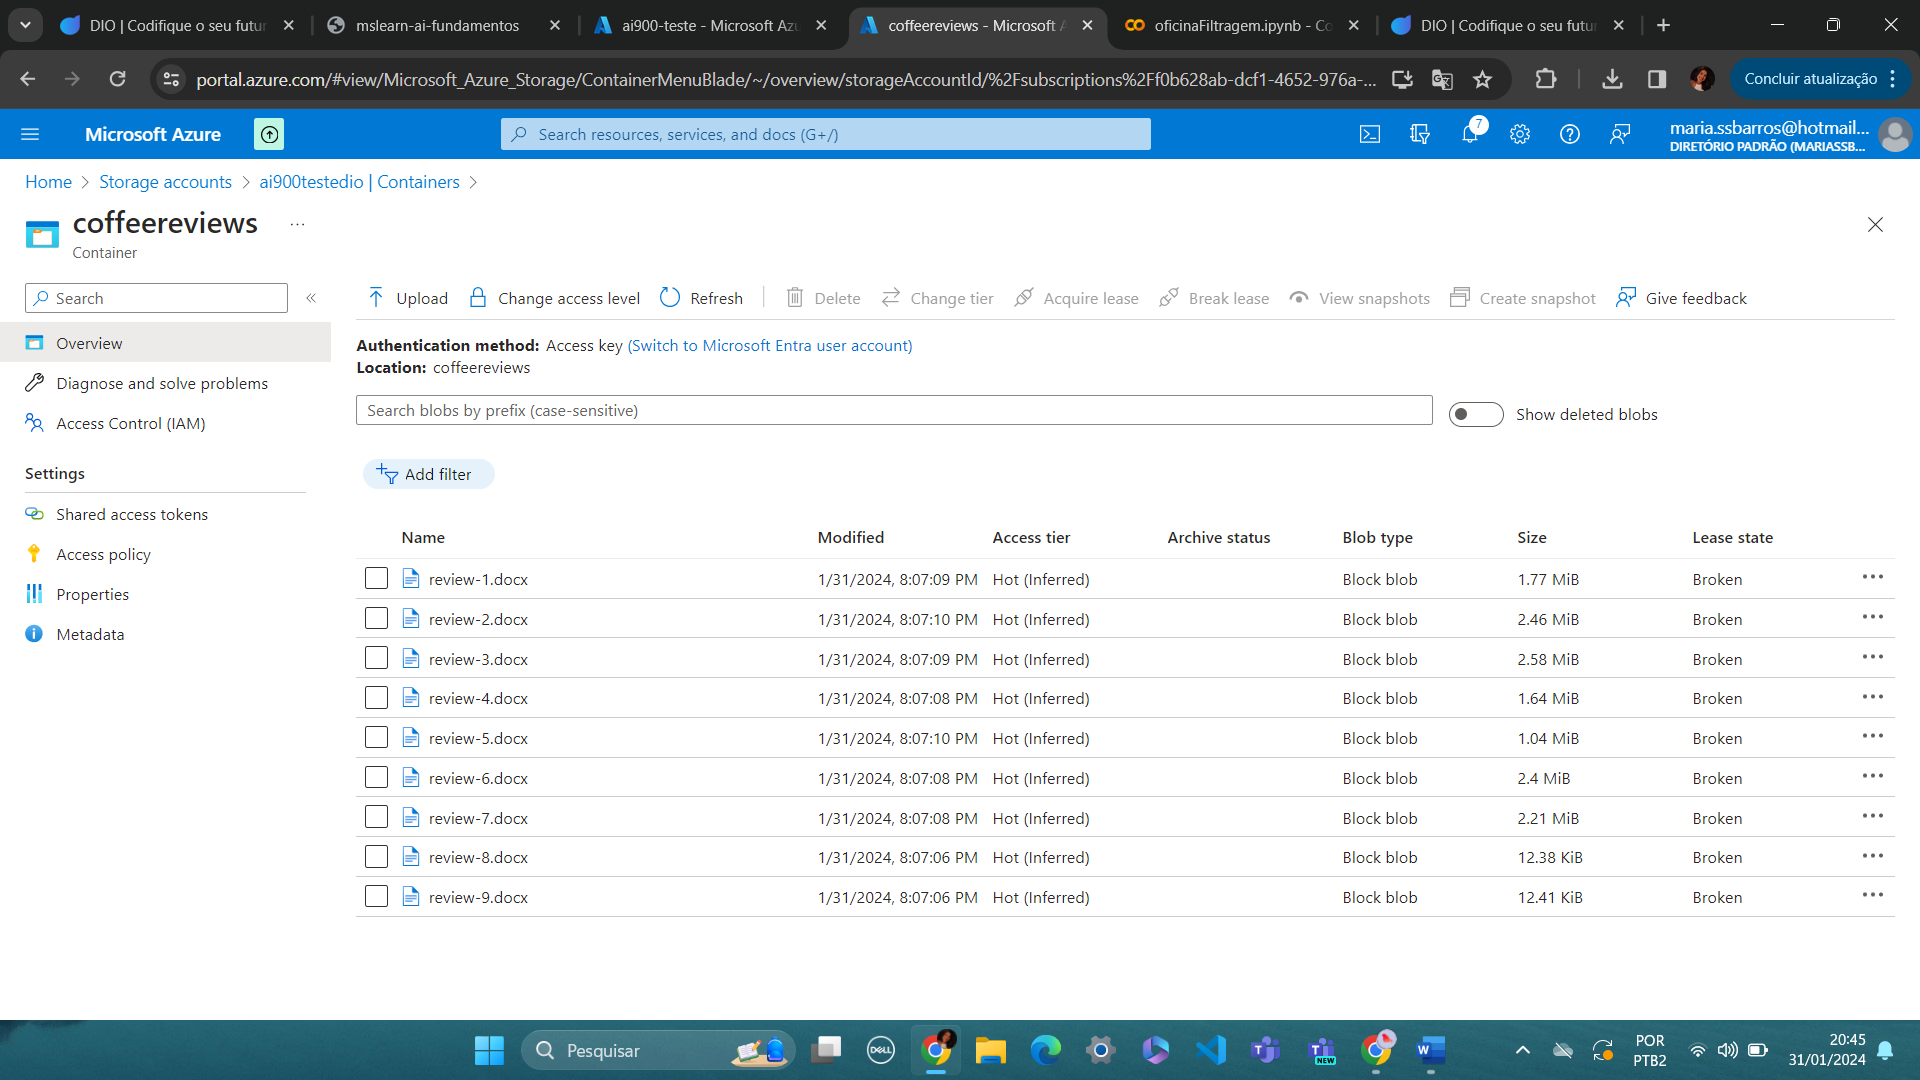 DIO | Codifique o seu futur
mslearn-ai-fundamentos
ai900-teste - Microsoft Azu
coffeereviews - Microsoft A
oficinaFiltragem.ipynb - Co
DIO | Codifique o seu futur
portal.azure.com/#view/Microsoft_Azure_Storage/ContainerMenuBlade/~/overview/storageAccountId/%2Fsubscriptions%2Ff0b628ab-dcf1-4652-976a-...
Concluir atualização
Microsoft Azure
Search resources, services, and docs (G+/)
7
maria.ssbarros@hotmail...
DIRETÓRIO PADRÃO (MARIASSB...
Home > Storage accounts > ai900testedio | Containers >
coffeereviews ...
Container
Search
«
Upload Change access level Refresh Delete Change tier Acquire lease Break lease View snapshots Create snapshot Give feedback
Overview
Diagnose and solve problems
Access Control (IAM)
Settings
Shared access tokens
Access policy
Properties
Metadata
Authentication method: Access key (Switch to Microsoft Entra user account)
Location: coffeereviews
Search blobs by prefix (case-sensitive)
Show deleted blobs
Add filter
Name Modified Access tier Archive status Blob type Size Lease state
review-1.docx 1/31/2024, 8:07:09 PM Hot (Inferred) Block blob 1.77 MiB Broken
review-2.docx 1/31/2024, 8:07:10 PM Hot (Inferred) Block blob 2.46 MiB Broken
review-3.docx 1/31/2024, 8:07:09 PM Hot (Inferred) Block blob 2.58 MiB Broken
review-4.docx 1/31/2024, 8:07:08 PM Hot (Inferred) Block blob 1.64 MiB Broken
review-5.docx 1/31/2024, 8:07:10 PM Hot (Inferred) Block blob 1.04 MiB Broken
review-6.docx 1/31/2024, 8:07:08 PM Hot (Inferred) Block blob 2.4 MiB Broken
review-7.docx 1/31/2024, 8:07:08 PM Hot (Inferred) Block blob 2.21 MiB Broken
review-8.docx 1/31/2024, 8:07:06 PM Hot (Inferred) Block blob 12.38 KiB Broken
review-9.docx 1/31/2024, 8:07:06 PM Hot (Inferred) Block blob 12.41 KiB Broken
Pesquisar
DELL
NEW
POR
PTB2
20:45
31/01/2024